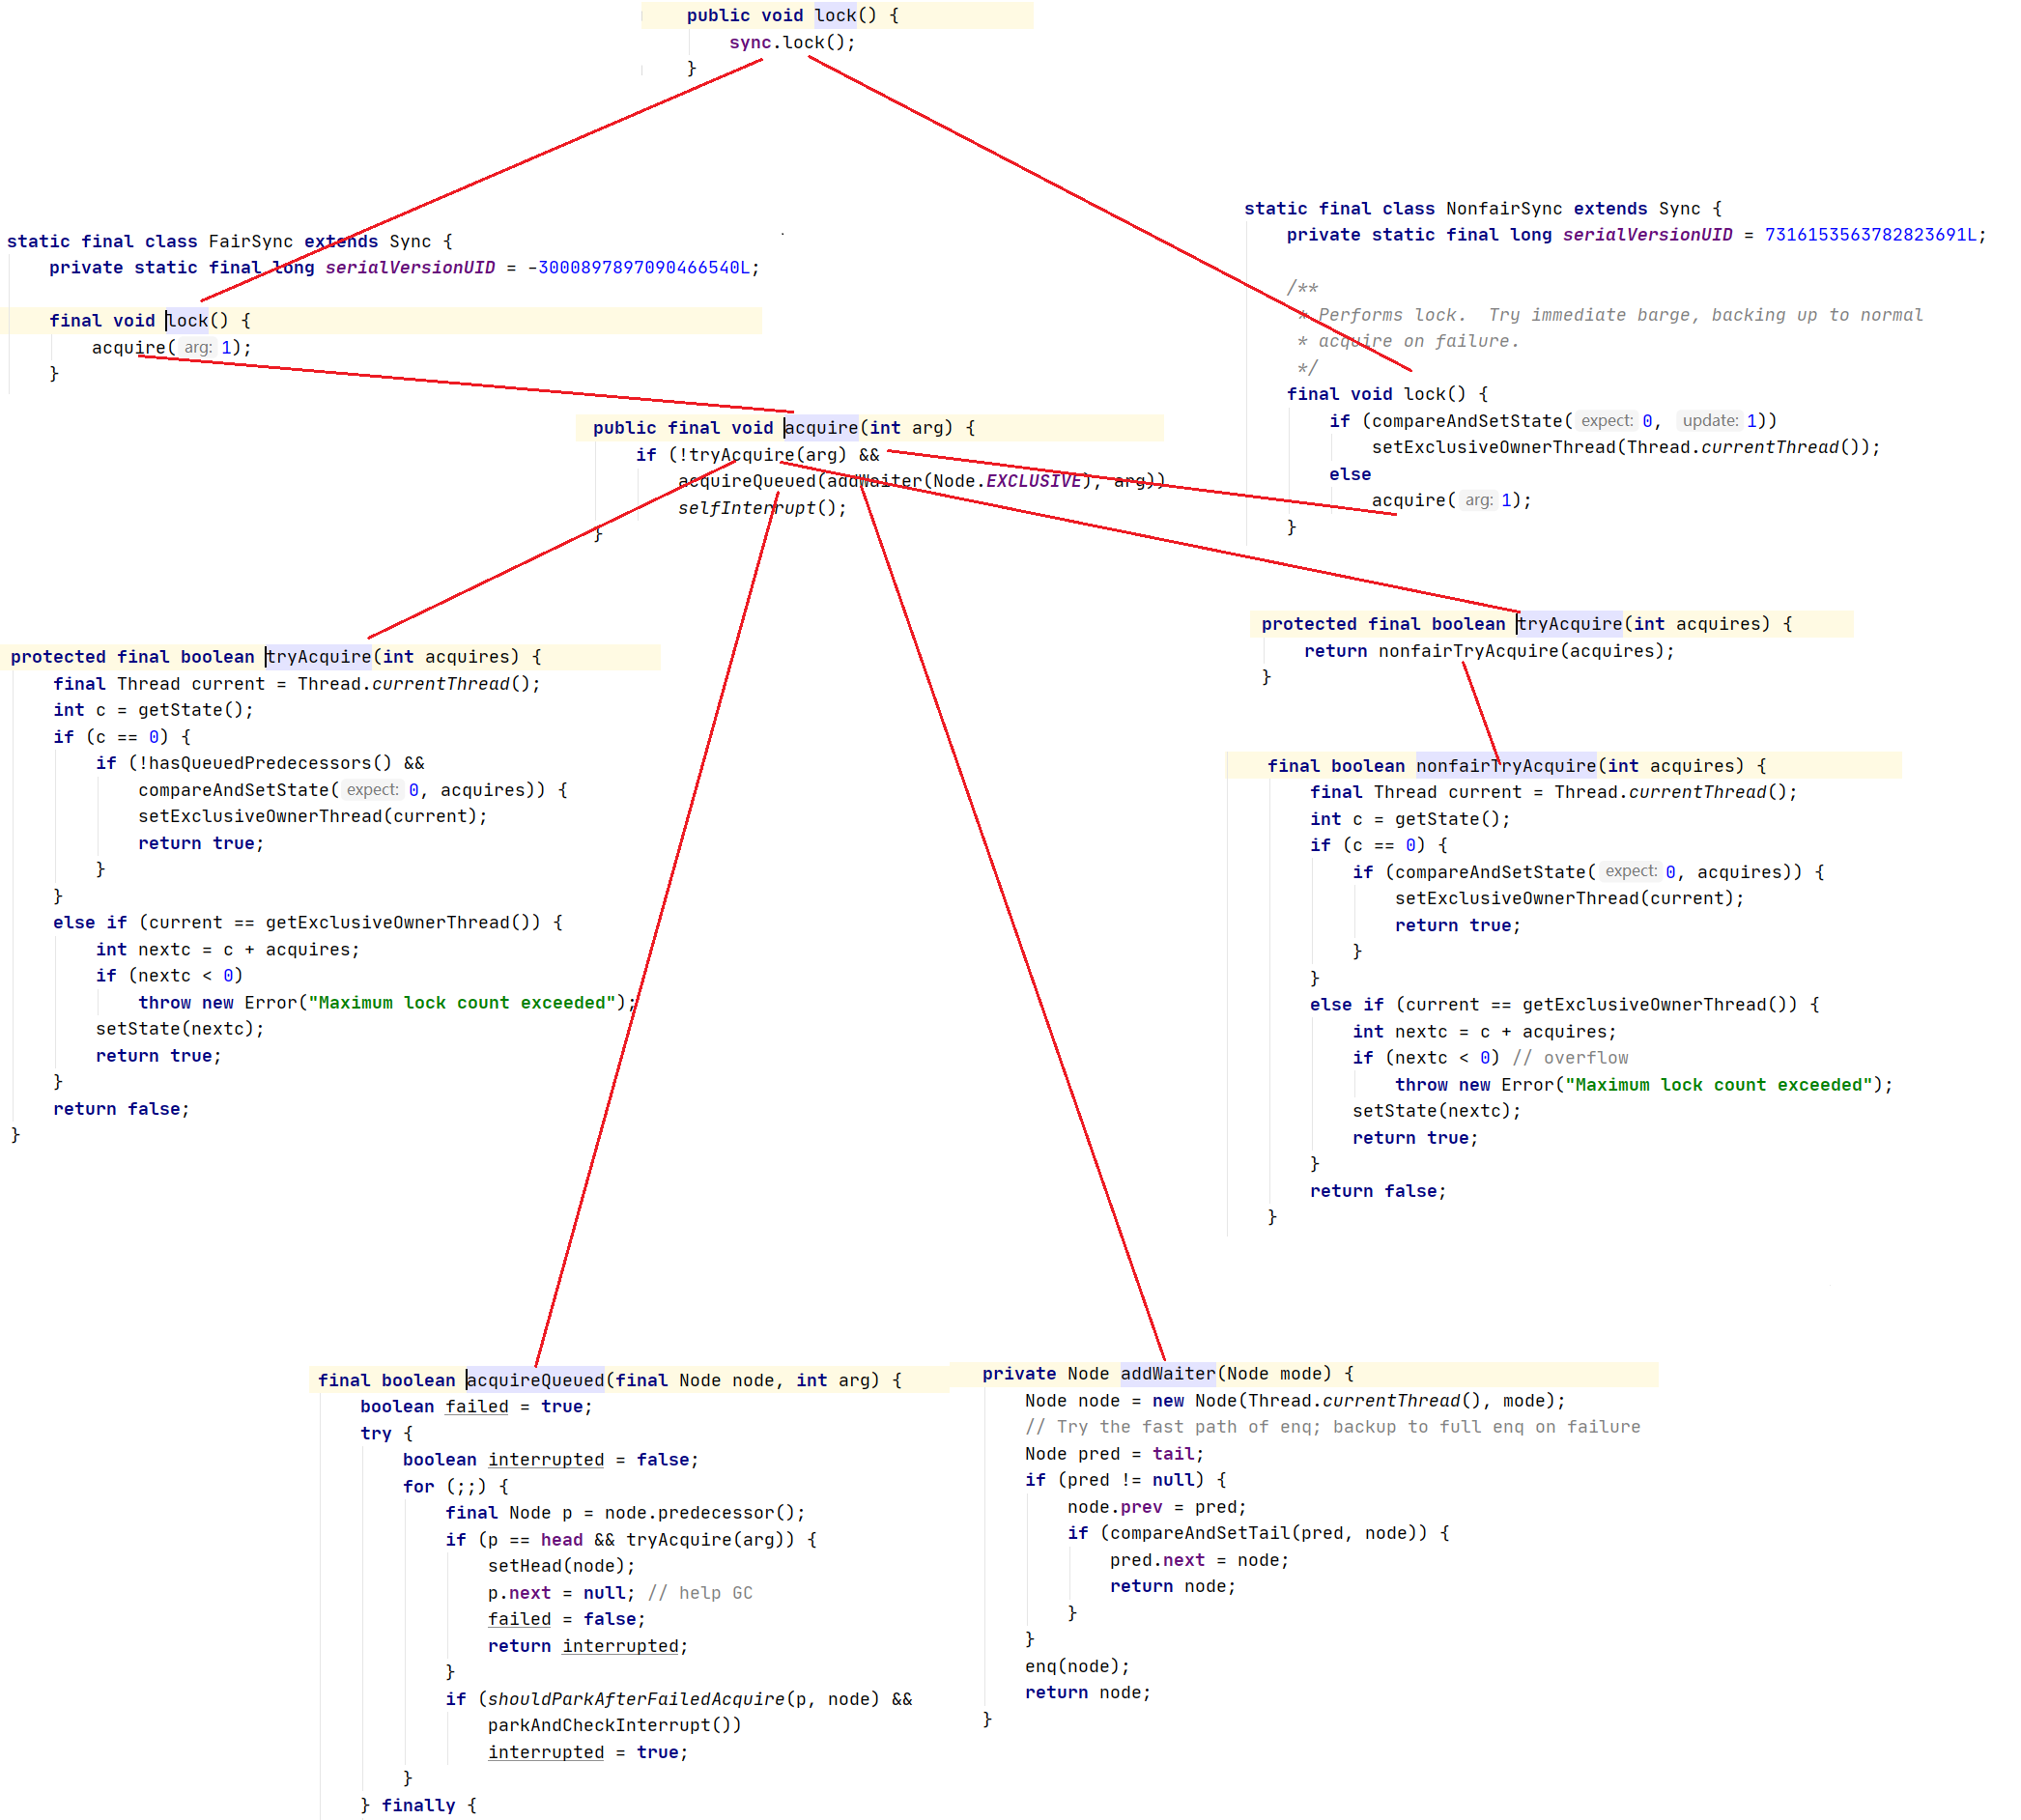 public void lock() {
sync.lock();
}
static final class FairSync extends Sync {
private static final long serialVersionUID = -3000897897090466540L;
final void lock() {
acquire( arg: 1);
}
static final class NonfairSync extends Sync {
private static final long serialVersionUID = 7316153563782823691L;
/**
* Performs lock.  Try immediate barge, backing up to normal
* acquire on failure.
*/
final void lock() {
if (compareAndSetState( expect: 0, update: 1))
setExclusiveOwnerThread(Thread.currentThread());
else
acquire( arg: 1);
}
public final void acquire(int arg) {
if (!tryAcquire(arg) &&
acquireQueued(addWaiter(Node.EXCLUSIVE), arg))
selfInterrupt();
}
protected final boolean tryAcquire(int acquires) {
final Thread current = Thread.currentThread();
int c = getState();
if (c == 0) {
if (!hasQueuedPredecessors() &&
compareAndSetState( expect: 0, acquires)) {
setExclusiveOwnerThread(current);
return true;
}
}
else if (current == getExclusiveOwnerThread()) {
int nextc = c + acquires;
if (nextc < 0)
throw new Error("Maximum lock count exceeded");
setState(nextc);
return true;
}
return false;
}
protected final boolean tryAcquire(int acquires) {
return nonfairTryAcquire(acquires);
}
final boolean nonfairTryAcquire(int acquires) {
final Thread current = Thread.currentThread();
int c = getState();
if (c == 0) {
if (compareAndSetState( expect: 0, acquires)) {
setExclusiveOwnerThread(current);
return true;
}
}
else if (current == getExclusiveOwnerThread()) {
int nextc = c + acquires;
if (nextc < 0) // overflow
throw new Error("Maximum lock count exceeded");
setState(nextc);
return true;
}
return false;
}
final boolean acquireQueued(final Node node, int arg) {
boolean failed = true;
try {
boolean interrupted = false;
for (;;) {
final Node p = node.predecessor();
if (p == head && tryAcquire(arg)) {
setHead(node);
p.next = null; // help GC
failed = false;
return interrupted;
}
if (shouldParkAfterFailedAcquire(p, node) &&
parkAndCheckInterrupt())
interrupted = true;
}
} finally {
private Node addWaiter(Node mode) {
Node node = new Node(Thread.currentThread(), mode);
// Try the fast path of enq; backup to full enq on failure
Node pred = tail;
if (pred != null) {
node.prev = pred;
if (compareAndSetTail(pred, node)) {
pred.next = node;
return node;
}
}
enq(node);
return node;
}